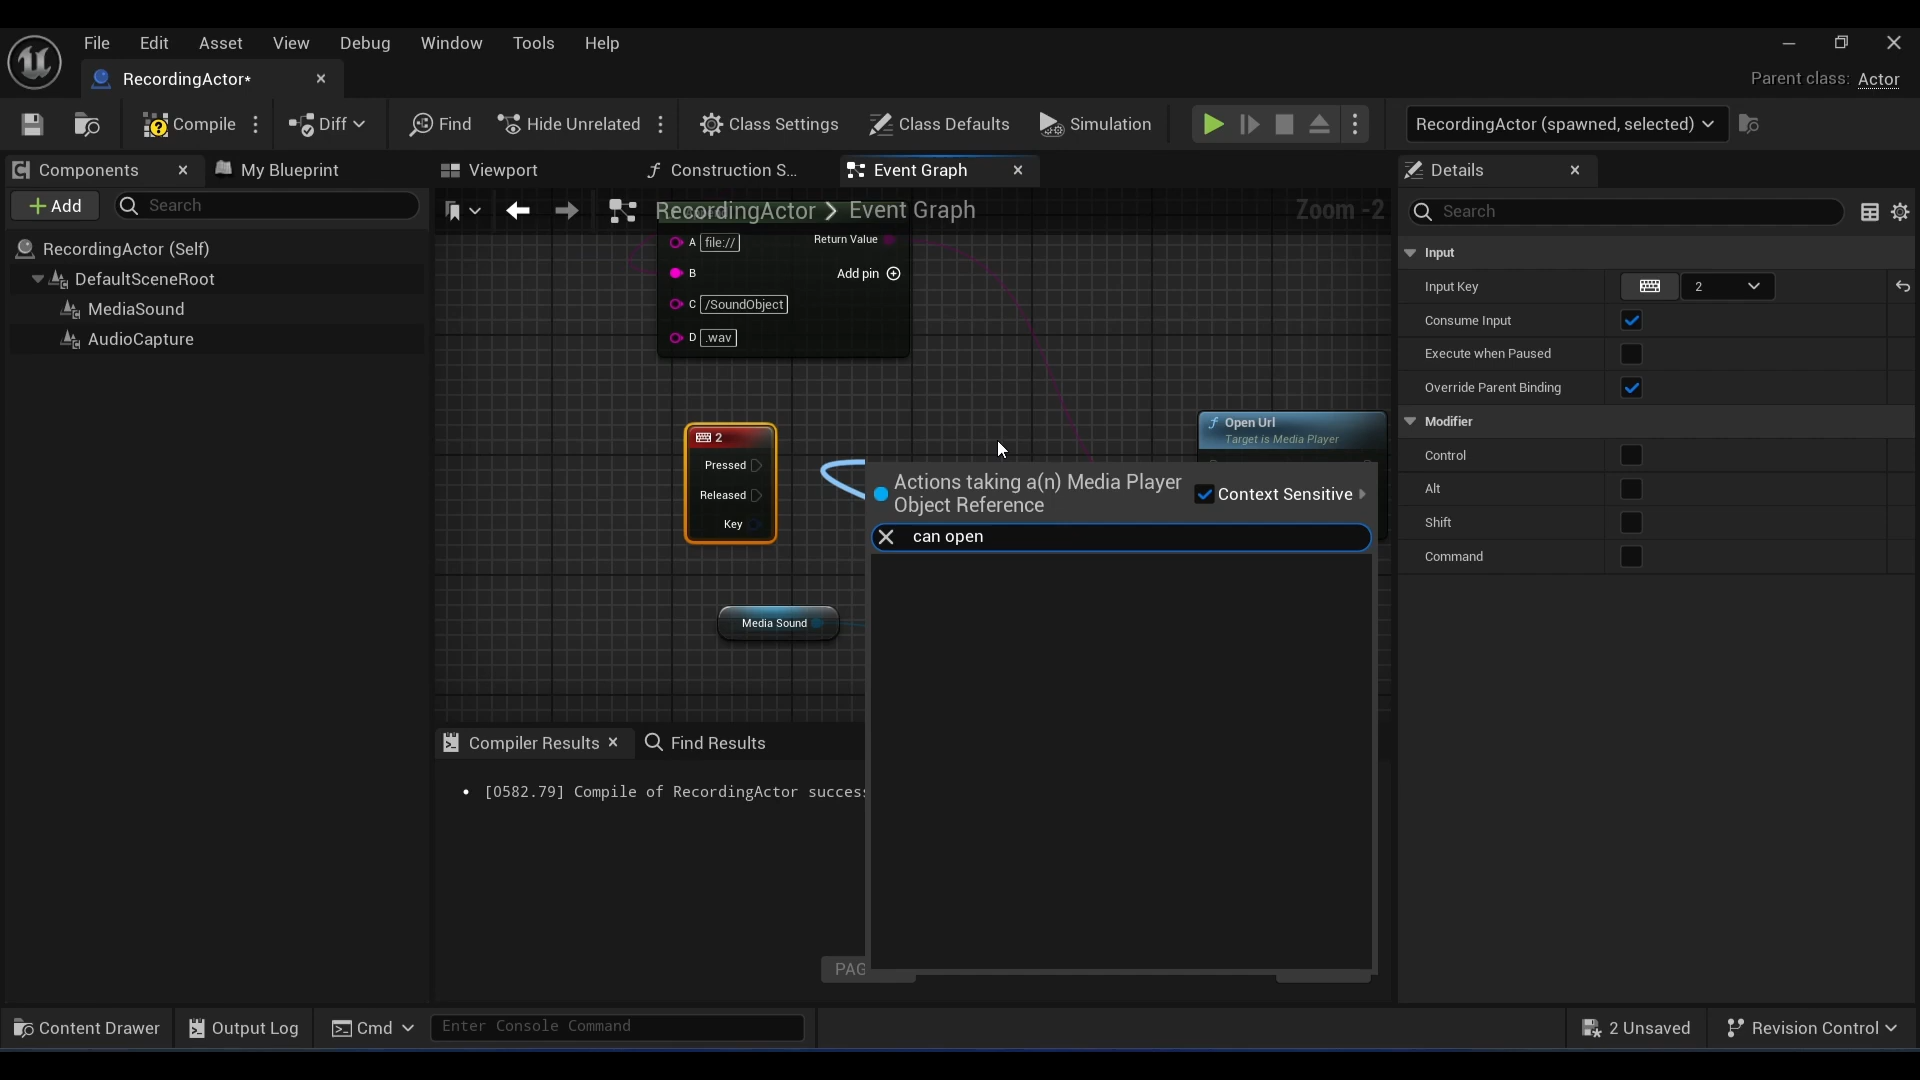 File Edit Asset View Debug Window Tools Help
RecordingActor*
Parent class: Actor
Compile Diff Find Hide Unrelated Class Settings Class Defaults Simulation RecordingActor (spawned, selected)
Components My Blueprint Viewport Construction S... Event Graph Details
Add Search
RecordingActor > Event Graph Zoom -2
Search
RecordingActor (Self)
DefaultSceneRoot
MediaSound
AudioCapture
A file:// Return Value
B Add pin
C /SoundObject
D .wav
2
Pressed
Released
Key
Open Url
Target is Media Player
Media Sound
Actions taking a(n) Media Player
Object Reference
Context Sensitive
can open
Input
Input Key 2
Consume Input
Execute when Paused
Override Parent Binding
Modifier
Control
Alt
Shift
Command
Compiler Results Find Results
[0582.79] Compile of RecordingActor success
PAG
Content Drawer Output Log Cmd Enter Console Command 2 Unsaved Revision Control